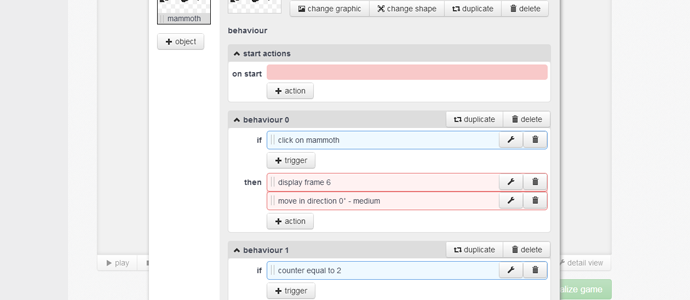 mammoth
change graphic change shape duplicate delete
object
behaviour
start actions
on start
action
behaviour 0 duplicate delete
if click on mammoth
trigger
then display frame 6
move in direction 0° - medium
action
behaviour 1 duplicate delete
play detail view
if counter equal to 2
alize game
trigger